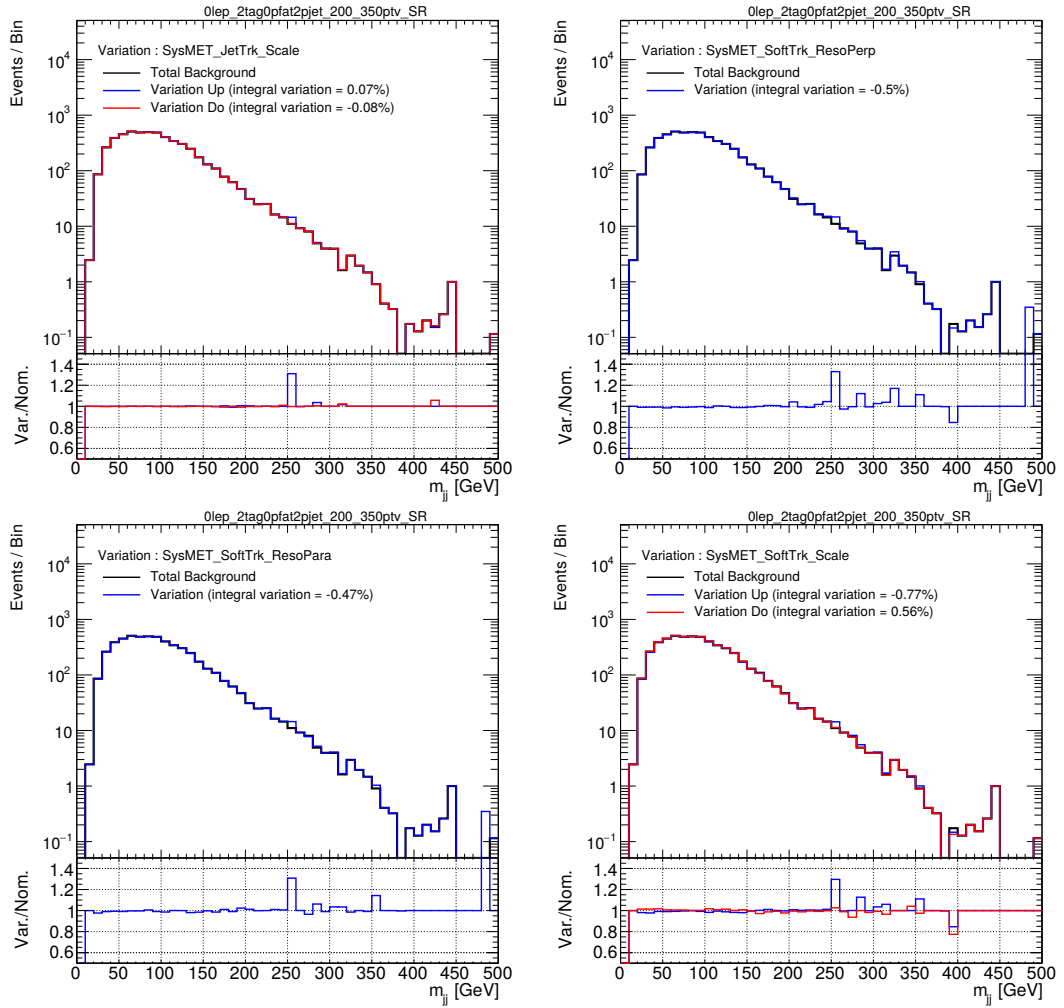 0lep_2tag0pfat2pjet_200_350ptv_SR
Events / Bin
Variation : SysMET_JetTrk_Scale
Total Background
Variation Up (integral variation = 0.07%)
Variation Do (integral variation = -0.08%)
10^4
10^3
10^2
10
1
10^−1
Var./Nom.
1.4
1.2
1
0.8
0.6
0 50 100 150 200 250 300 350 400 450 500
m_jj [GeV]
0lep_2tag0pfat2pjet_200_350ptv_SR
Events / Bin
Variation : SysMET_SoftTrk_ResoPerp
Total Background
Variation (integral variation = -0.5%)
10^4
10^3
10^2
10
1
10^−1
Var./Nom.
1.4
1.2
1
0.8
0.6
0 50 100 150 200 250 300 350 400 450 500
m_jj [GeV]
0lep_2tag0pfat2pjet_200_350ptv_SR
Events / Bin
Variation : SysMET_SoftTrk_ResoPara
Total Background
Variation (integral variation = -0.47%)
10^4
10^3
10^2
10
1
10^−1
Var./Nom.
1.4
1.2
1
0.8
0.6
0 50 100 150 200 250 300 350 400 450 500
m_jj [GeV]
0lep_2tag0pfat2pjet_200_350ptv_SR
Events / Bin
Variation : SysMET_SoftTrk_Scale
Total Background
Variation Up (integral variation = -0.77%)
Variation Do (integral variation = 0.56%)
10^4
10^3
10^2
10
1
10^−1
Var./Nom.
1.4
1.2
1
0.8
0.6
0 50 100 150 200 250 300 350 400 450 500
m_jj [GeV]